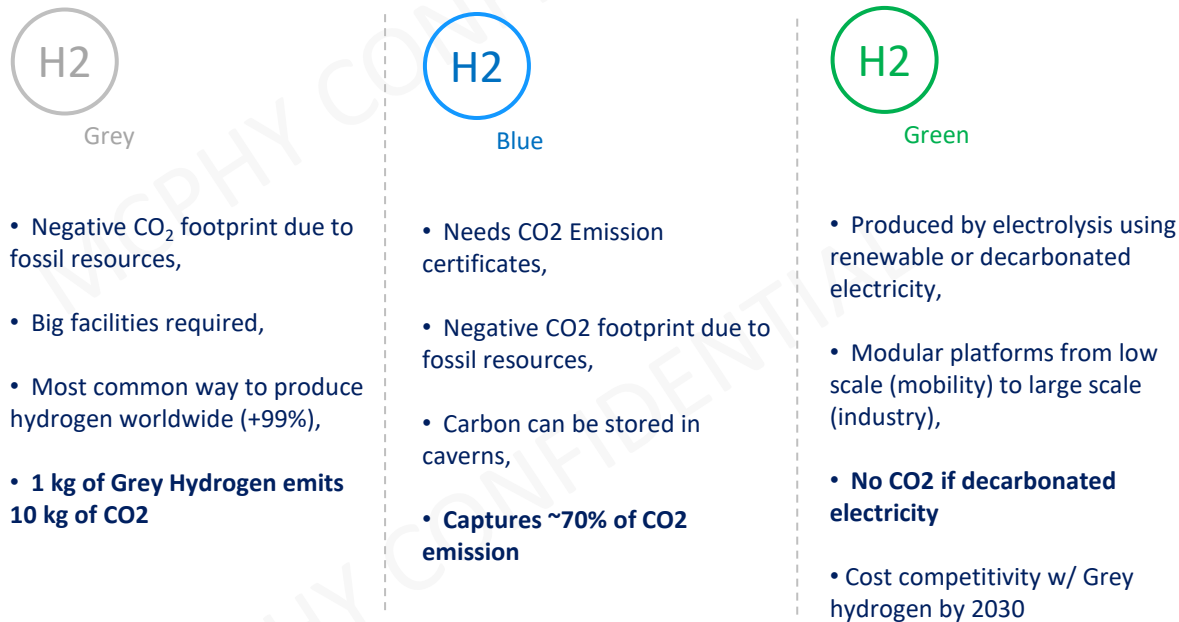 H2
Grey
• Negative CO₂ footprint due to
fossil resources,
• Big facilities required,
• Most common way to produce
hydrogen worldwide (+99%),
• 1 kg of Grey Hydrogen emits
10 kg of CO2
H2
Blue
• Needs CO2 Emission
certificates,
• Negative CO2 footprint due to
fossil resources,
• Carbon can be stored in
caverns,
• Captures ~70% of CO2
emission
H2
Green
• Produced by electrolysis using
renewable or decarbonated
electricity,
• Modular platforms from low
scale (mobility) to large scale
(industry),
• No CO2 if decarbonated
electricity
• Cost competitivity w/ Grey
hydrogen by 2030
MCPHY CONF
HY CONFIDENTIAL